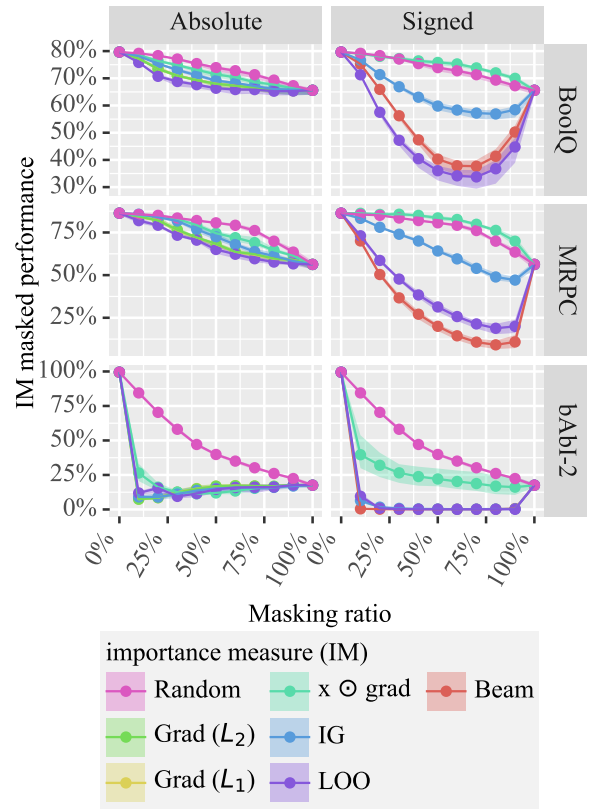 Absolute Signed
80%
70%
60%
50%
40%
30%
BoolQ
75%
50%
25%
MRPC
100%
75%
50%
25%
0%
bAbI-2
IM masked performance
0% 25% 50% 75% 100% 0% 25% 50% 75% 100%
Masking ratio
importance measure (IM)
Random x ⊙ grad Beam
Grad (L₂) IG
Grad (L₁) LOO